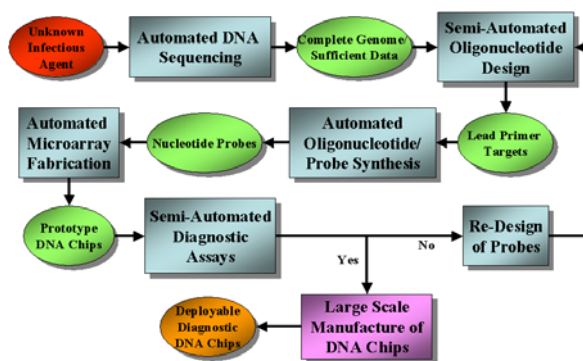 Unknown
Infectious
Agent
Automated DNA
Sequencing
Complete Genome/
Sufficient Data
Semi-Automated
Oligonucleotide
Design
Automated
Microarray
Fabrication
Nucleotide Probes
Automated
Oligonucleotide/
Probe Synthesis
Lead Primer
Targets
Prototype
DNA Chips
Semi-Automated
Diagnostic
Assays
No
Re-Design
of Probes
Yes
Deployable
Diagnostic
DNA Chips
Large Scale
Manufacture of
DNA Chips